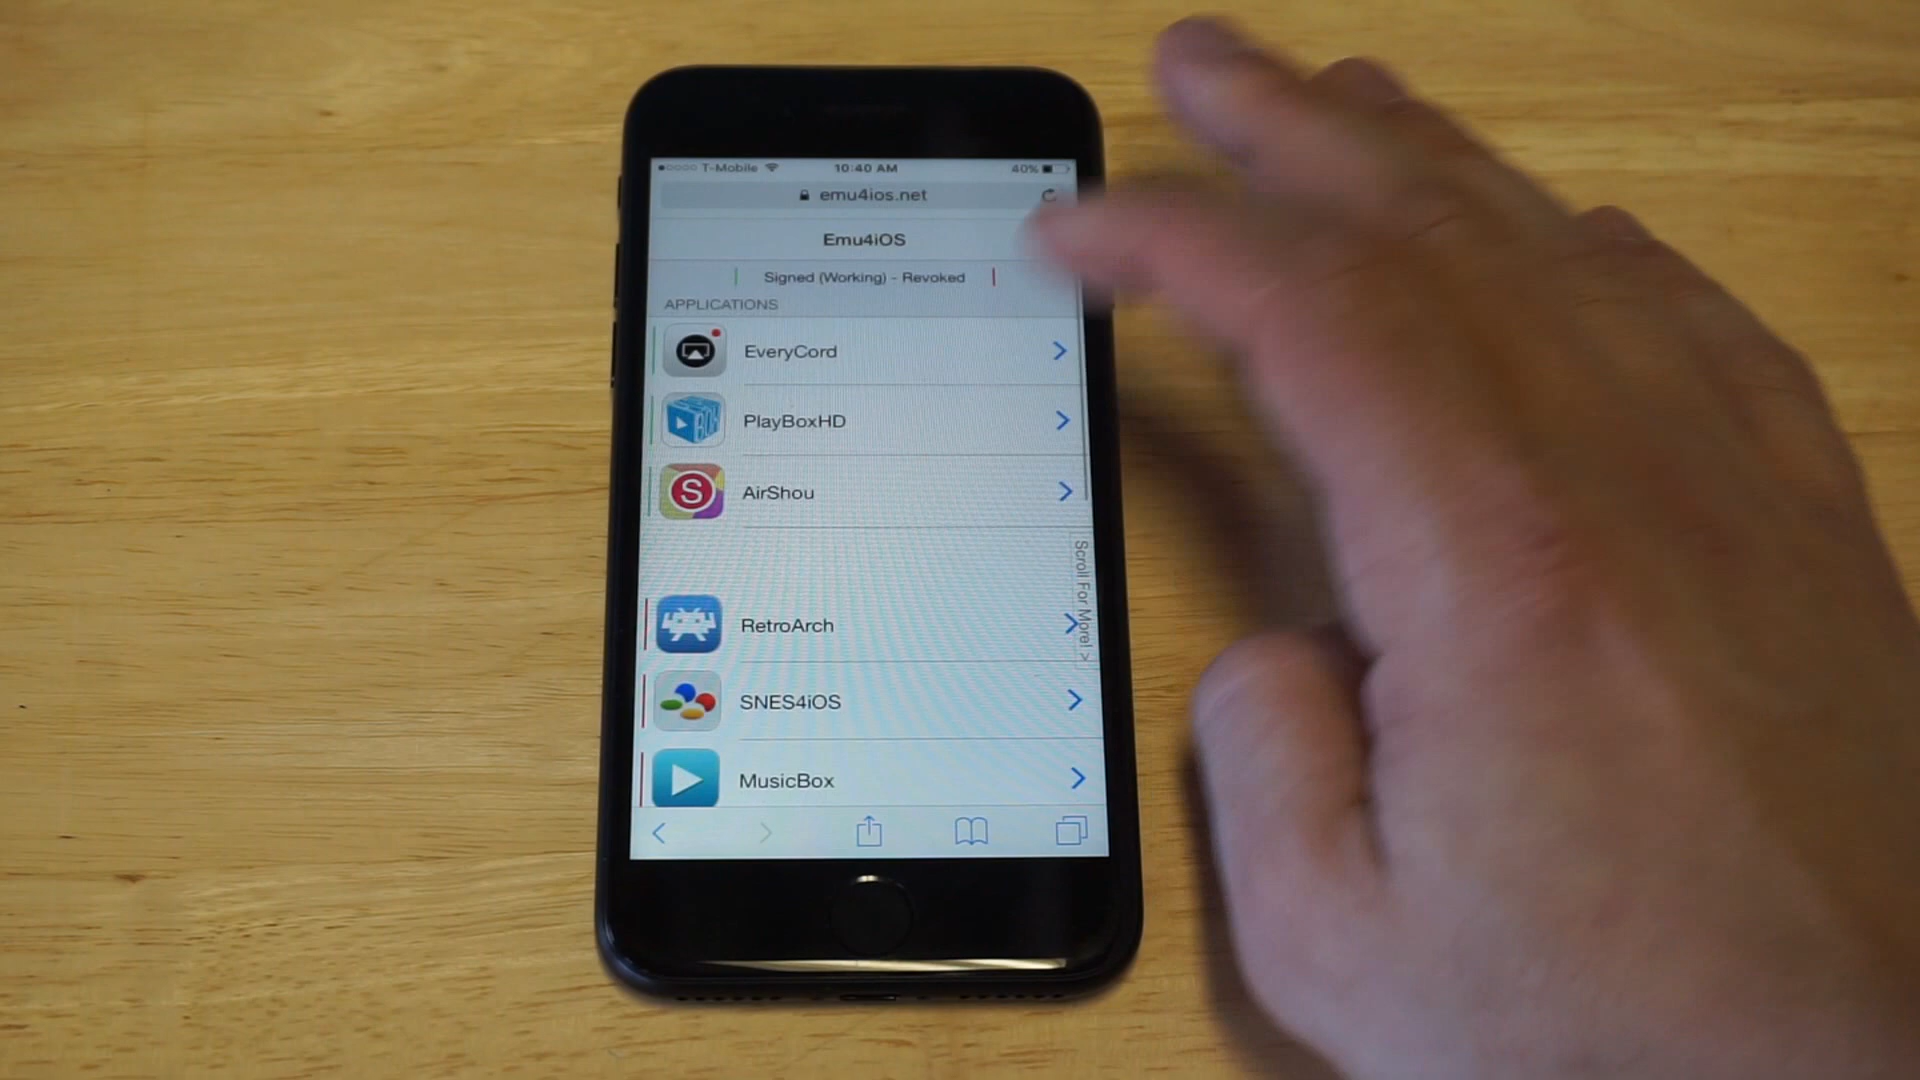 T-Mobile 10:40 AM 40%
emu4ios.net
Emu4iOS
Signed (Working) - Revoked
APPLICATIONS
EveryCord
PlayBoxHD
S
AirShou
Scroll For More! >
RetroArch
SNES4iOS
MusicBox